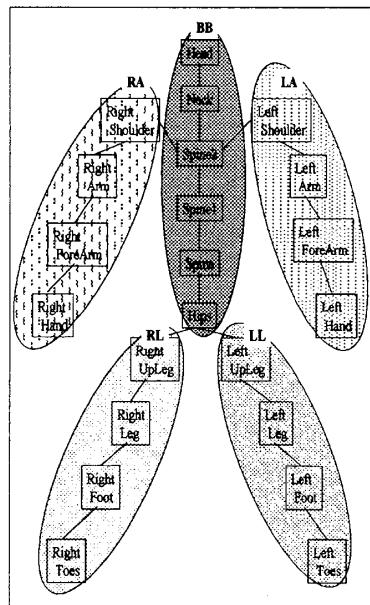 BB
Head
RA
LA
Neck
Right
Shoulder
Left
Shoulder
Spine2
Right
Arm
Left
Arm
Spine1
Right
ForeArm
Left
ForeArm
Spine
Right
Hand
Left
Hand
Hips
RL
LL
Right
UpLeg
Left
UpLeg
Right
Leg
Left
Leg
Right
Foot
Left
Foot
Right
Toes
Left
Toes